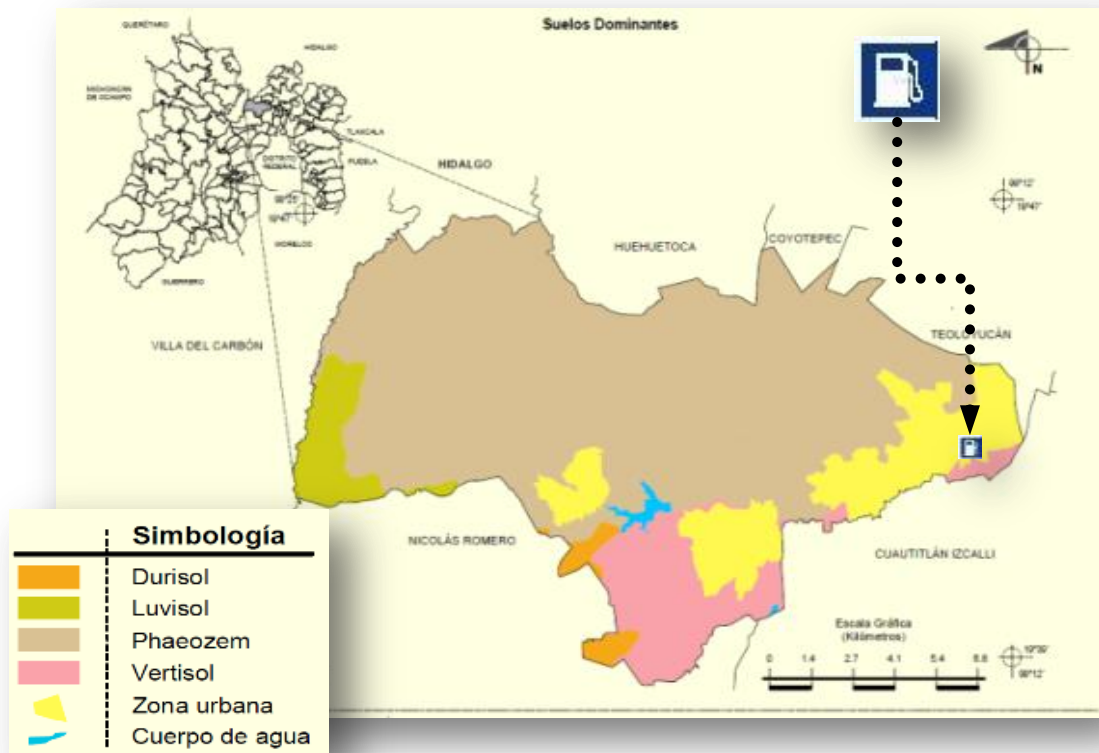 Suelos Dominantes
QUERÉTARO
HIDALGO
MICHOACÁN
DE OCAMPO
TLAXCALA
PUEBLA
DISTRITO
FEDERAL
MORELOS
GUERRERO
N
HIDALGO
HUEHUETOCA
COYOTEPEC
TEOLOYUCÁN
VILLA DEL CARBÓN
NICOLÁS ROMERO
CUAUTITLÁN IZCALLI
Escala Gráfica
(Kilómetros)
0 1.4 2.7 4.1 5.4 6.8
Simbología
Durisol
Luvisol
Phaeozem
Vertisol
Zona urbana
Cuerpo de agua